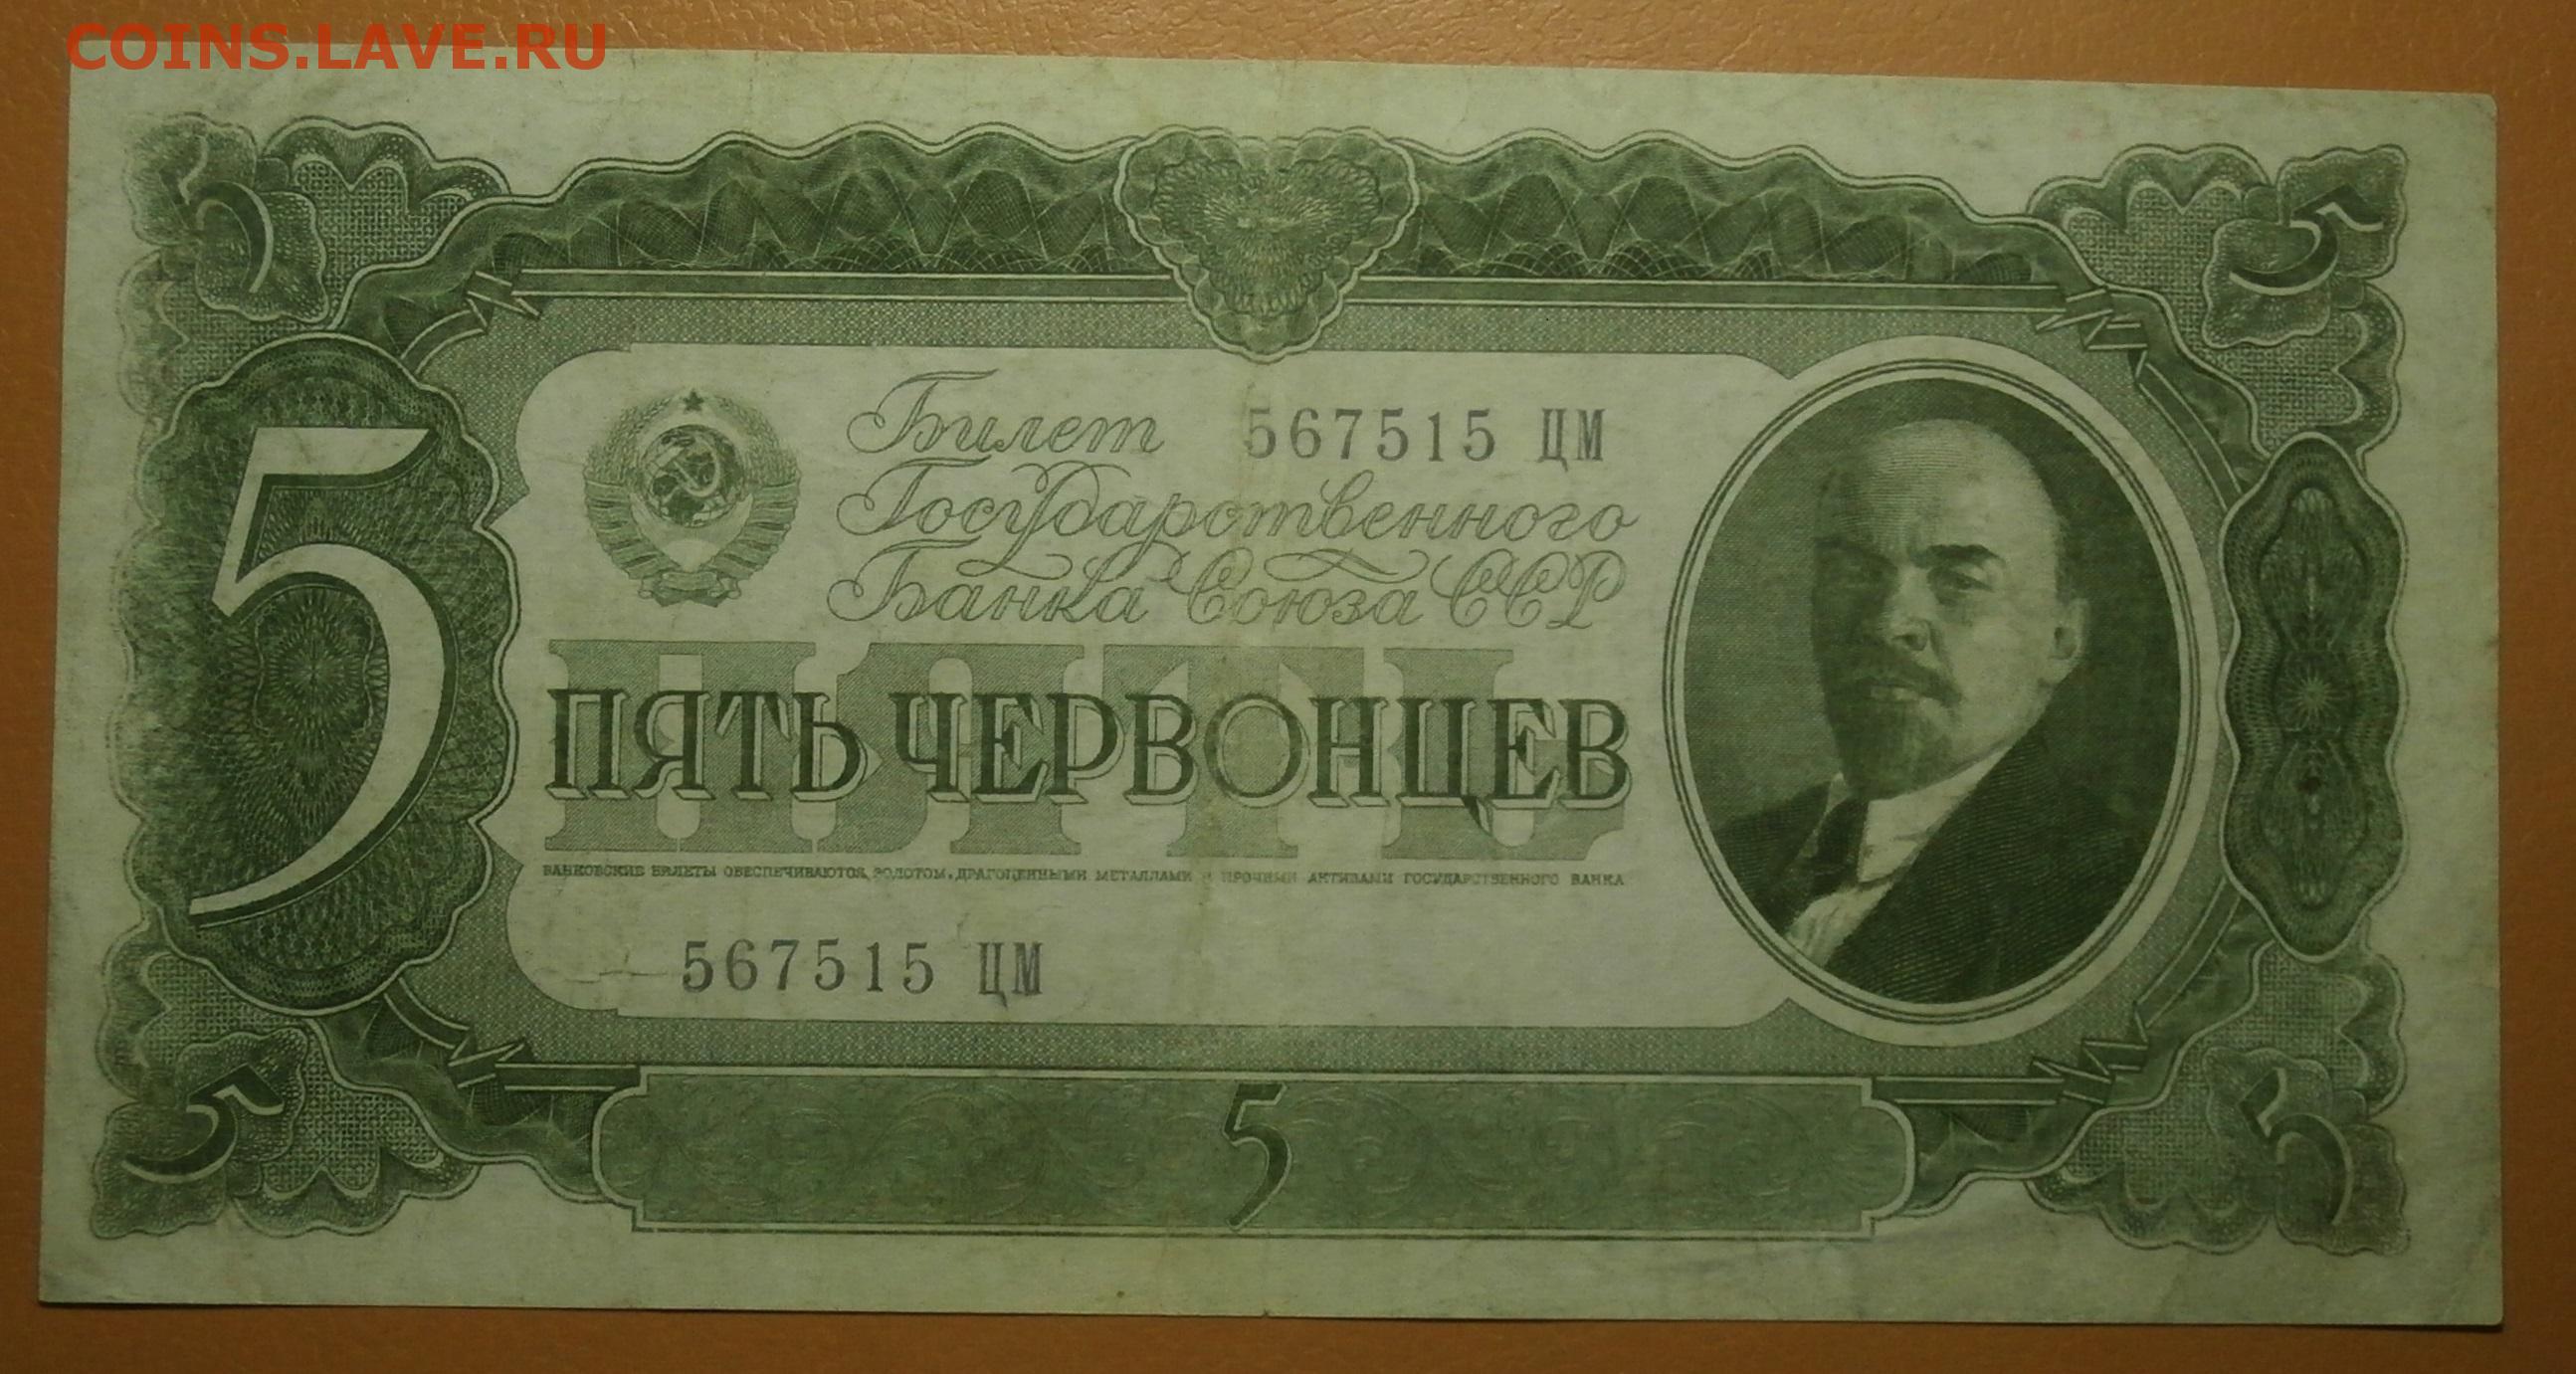 COINS.LAVE.RU
5
5
5
Билет 567515 ЦМ
Государственного
Банка Союза ССР
ПЯТЬ
ПЯТЬ ЧЕРВОНЦЕВ
БАНКОВСКИЕ БИЛЕТЫ ОБЕСПЕЧИВАЮТСЯ ЗОЛОТОМ, ДРАГОЦЕННЫМИ МЕТАЛЛАМИ И ПРОЧИМИ АКТИВАМИ ГОСУДАРСТВЕННОГО БАНКА
567515 ЦМ
5
5
5